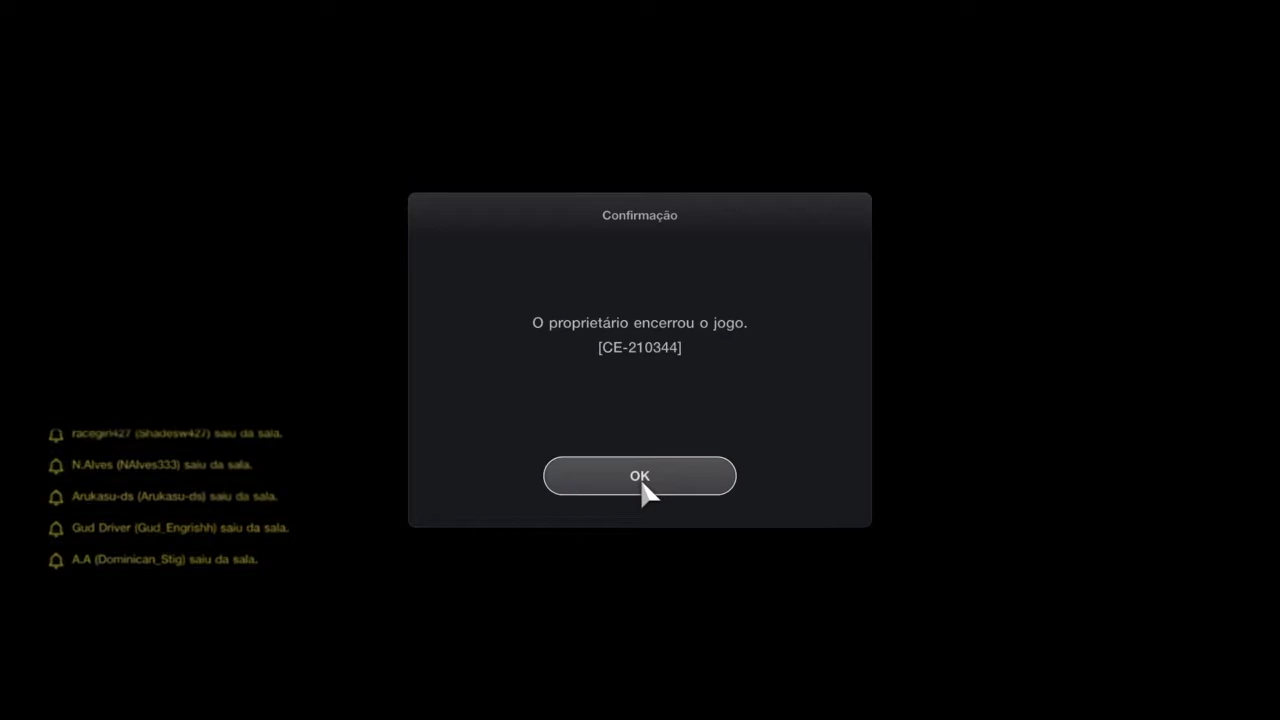 Confirmação
O proprietário encerrou o jogo.
[CE-210344]
OK
racegirl427 (Shadesw427) saiu da sala.
N.Alves (NAlves333) saiu da sala.
Arukasu-ds (Arukasu-ds) saiu da sala.
Gud Driver (Gud_Engrishh) saiu da sala.
A.A (Dominican_Stig) saiu da sala.